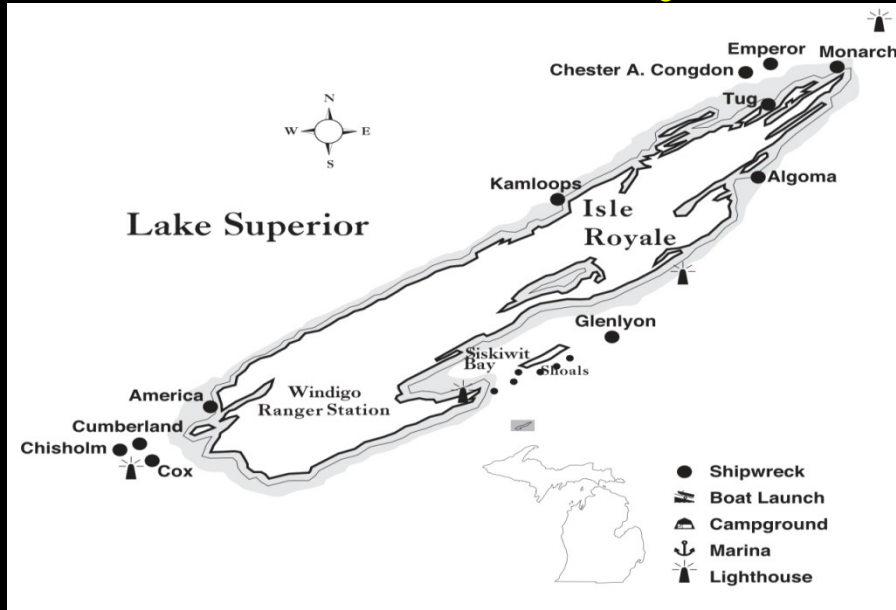 Emperor
Monarch
Chester A. Congdon
Tug
N
W E
S
Kamloops
Algoma
Isle
Royale
Lake Superior
Glenlyon
Siskiwit
Bay
Shoals
America
Windigo
Ranger Station
Cumberland
Chisholm
Cox
Shipwreck
Boat Launch
Campground
Marina
Lighthouse